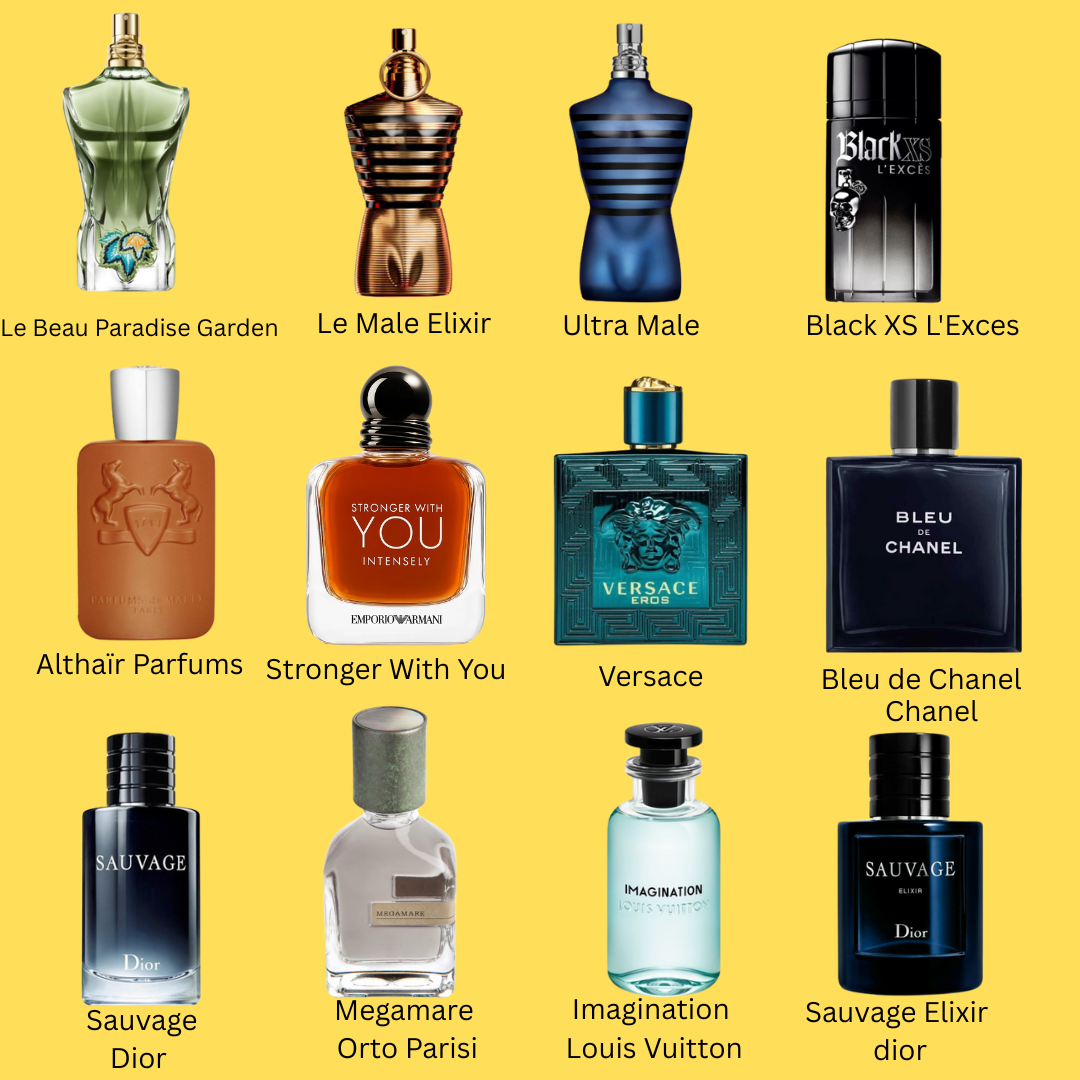 Black XS
L'EXCÈS
Le Beau Paradise Garden
Le Male Elixir
Ultra Male
Black XS L'Exces
STRONGER WITH
YOU
INTENSELY
EMPORIO ARMANI
VERSACE
EROS
BLEU
DE
CHANEL
PARFUMS de MARLY
PARIS
Althaïr Parfums
Stronger With You
Versace
Bleu de Chanel
Chanel
SAUVAGE
Dior
MEGAMARE
IMAGINATION
LOUIS VUITTON
SAUVAGE
ELIXIR
Dior
Sauvage
Dior
Megamare
Orto Parisi
Imagination
Louis Vuitton
Sauvage Elixir
dior